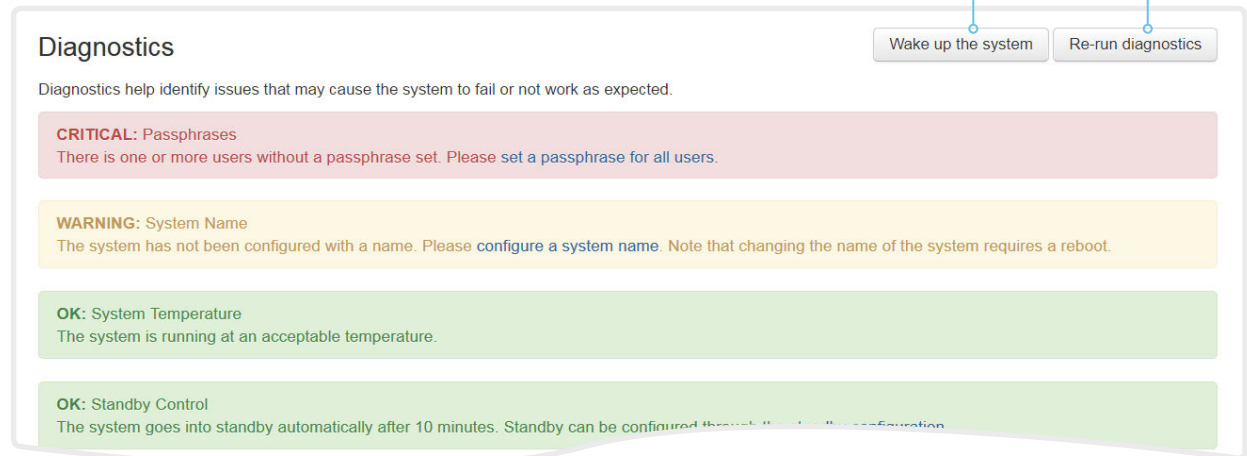 Diagnostics
Wake up the system
Re-run diagnostics
Diagnostics help identify issues that may cause the system to fail or not work as expected.
CRITICAL: Passphrases
There is one or more users without a passphrase set. Please set a passphrase for all users.
WARNING: System Name
The system has not been configured with a name. Please configure a system name. Note that changing the name of the system requires a reboot.
OK: System Temperature
The system is running at an acceptable temperature.
OK: Standby Control
The system goes into standby automatically after 10 minutes. Standby can be configured through the standby configuration